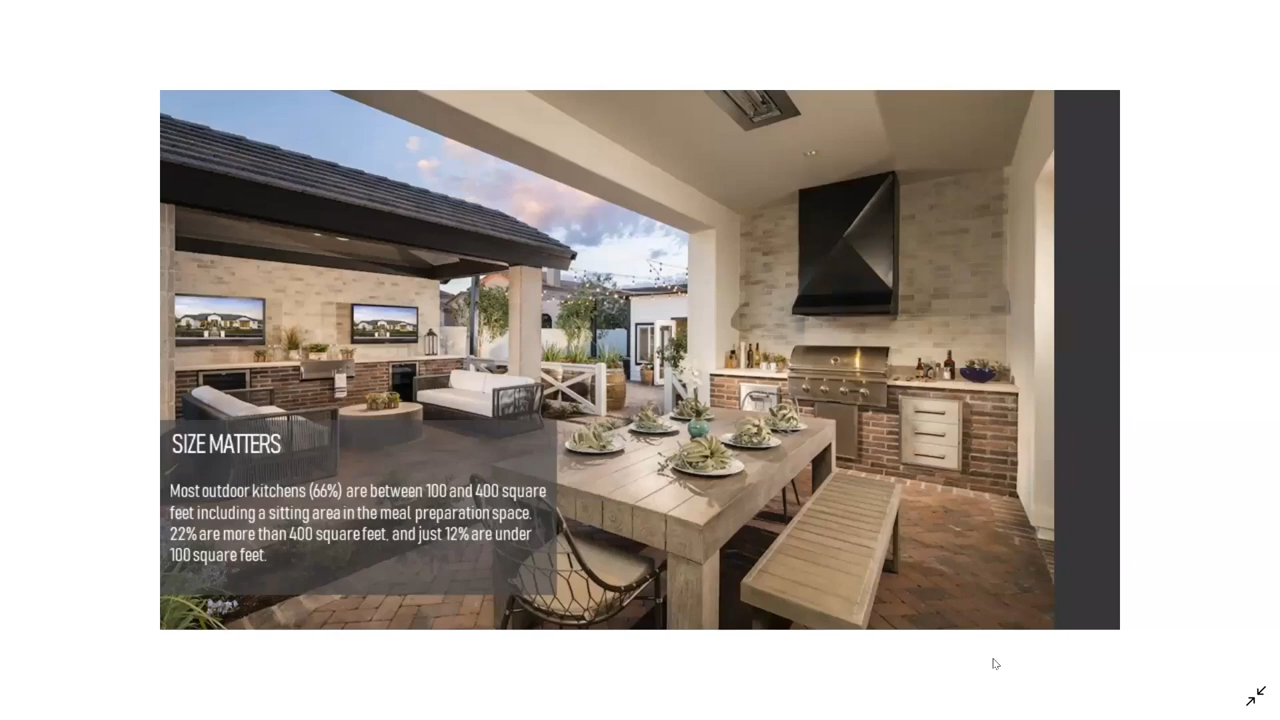 SIZE MATTERS
Most outdoor kitchens (66%) are between 100 and 400 square
feet including a sitting area in the meal preparation space.
22% are more than 400 square feet, and just 12% are under
100 square feet.